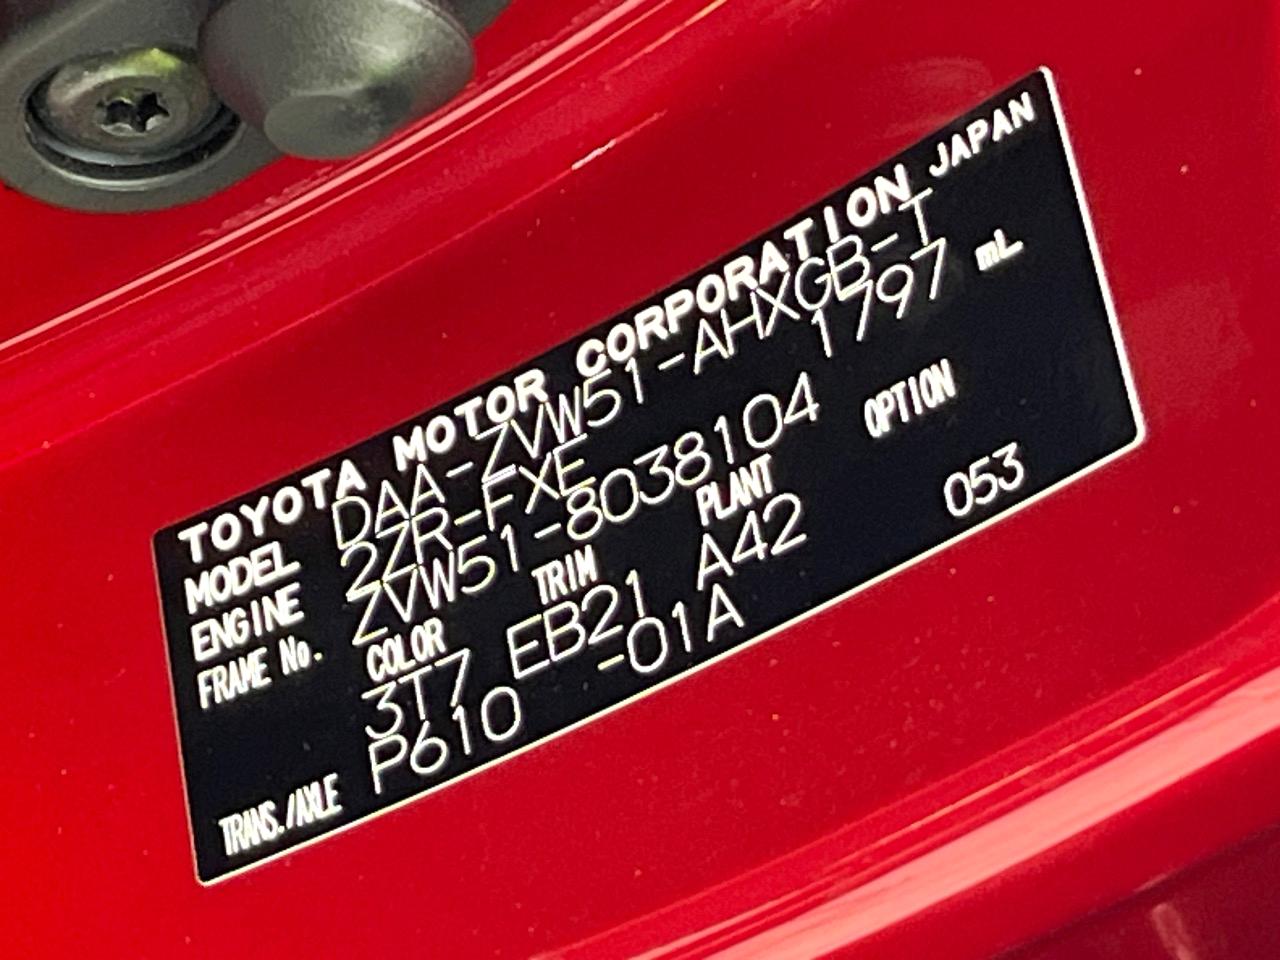 TOYOTA MOTOR CORPORATION JAPAN
MODEL DAA-ZVW51-AHXGB-T
ENGINE 2ZR-FXE 1797 mL
FRAME No. ZVW51-8038104
COLOR TRIM PLANT OPTION
3T7 EB21 A42 053
TRANS./AXLE P610 -01A